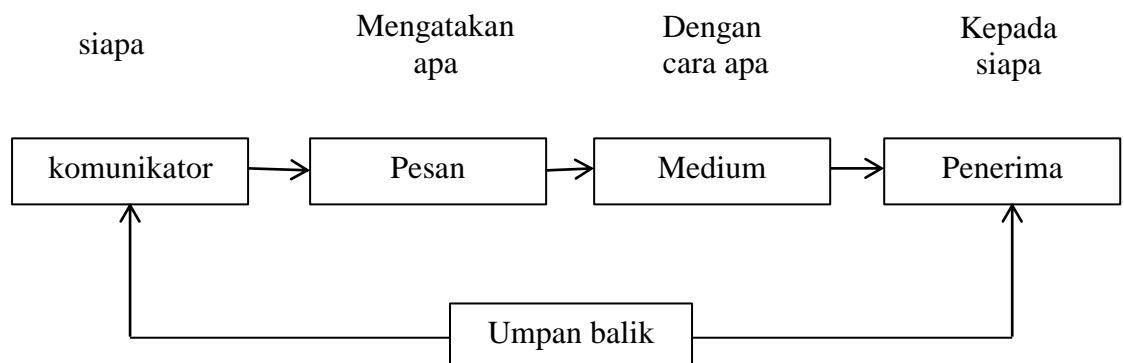 siapa
Mengatakan
apa
Dengan
cara apa
Kepada
siapa
komunikator
Pesan
Medium
Penerima
Umpan balik